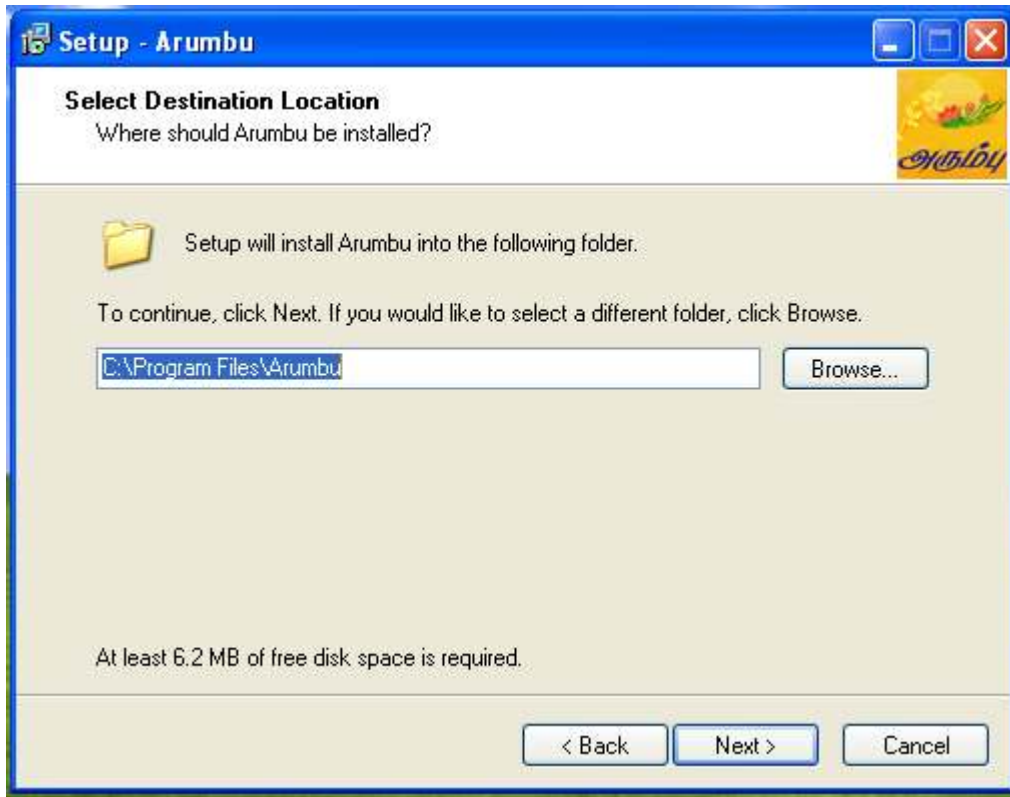 Setup - Arumbu
Select Destination Location
Where should Arumbu be installed?
அரும்பு
Setup will install Arumbu into the following folder.
To continue, click Next. If you would like to select a different folder, click Browse.
C:\Program Files\Arumbu
Browse...
At least 6.2 MB of free disk space is required.
< Back
Next >
Cancel